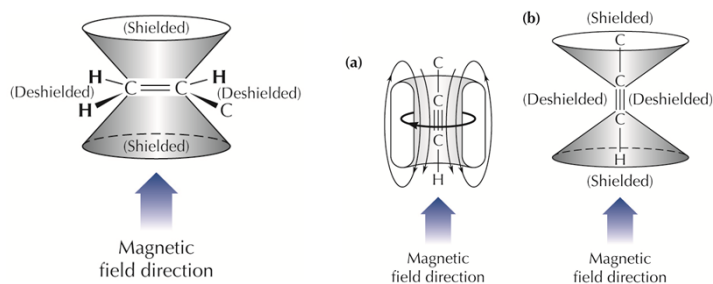 (Shielded)
H H
(Deshielded) C C (Deshielded)
H C
(Shielded)
Magnetic
field direction
(a)
C
C
C
H
Magnetic
field direction
(b)
(Shielded)
C
C
(Deshielded) (Deshielded)
C
H
(Shielded)
Magnetic
field direction